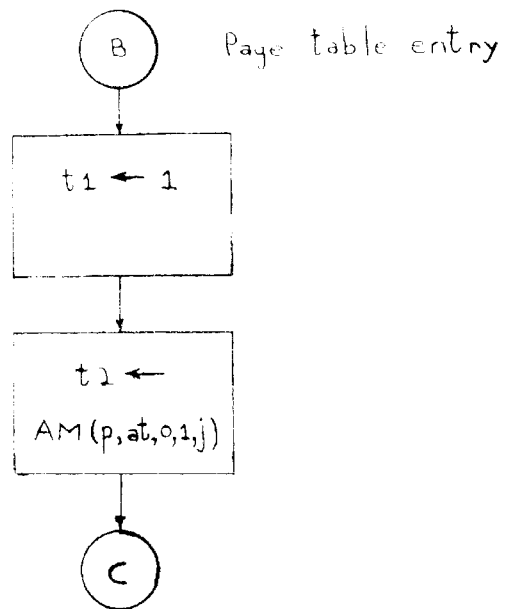 B Page table entry
t1 ← 1
t2 ←
AM(p,at,0,1,j)
C